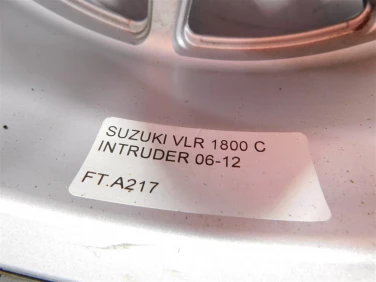 SUZUKI VLR 1800 C
INTRUDER 06-12
FT.A217